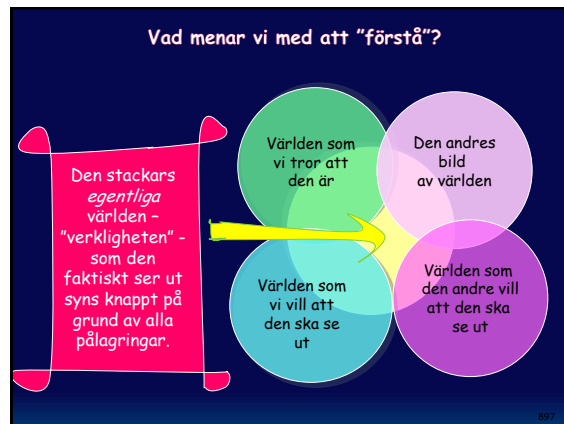 Vad menar vi med att ”förstå”?
Den stackars
egentliga
världen –
”verkligheten” -
som den
faktiskt ser ut
syns knappt på
grund av alla
pålagringar.
Världen som
vi tror att
den är
Den andres
bild
av världen
Världen som
vi vill att
den ska se
ut
Världen som
den andre vill
att den ska
se ut
897